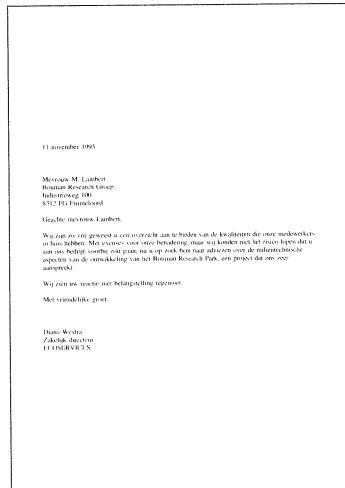 11 november 1995
Mevrouw M. Lambert
Bouman Research Groep
Industrieweg 100
8312 FG Emmeloord
Geachte mevrouw Lambert,
Wij zijn zo vrij geweest u een overzicht aan te bieden van de kwaliteiten die onze medewerkers
in huis hebben. Met excuses voor onze benadering, maar wij konden niet het risico lopen dat u
aan ons bedrijf voorbij zou gaan, nu u op zoek bent naar adviezen over de milieutechnische
aspecten van de ontwikkeling van het Bouman Research Park, een project dat ons zeer
aanspreekt.
Wij zien uw reactie met belangstelling tegemoet.
Met vriendelijke groet,
Diana Westra
Zakelijk directeur
ECOSERVICES